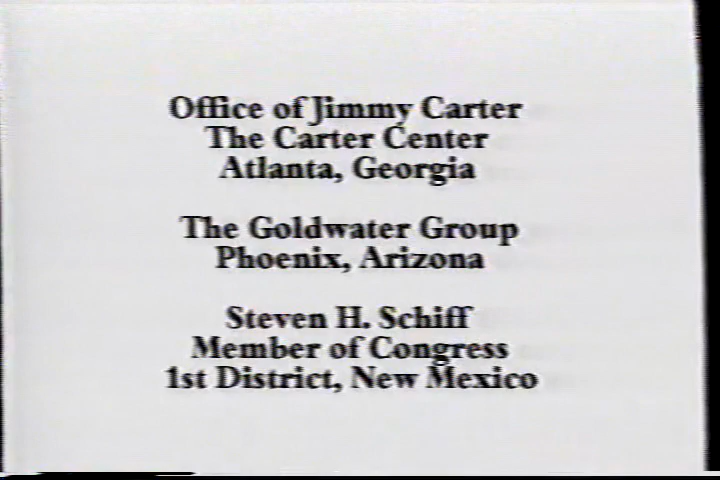 Office of Jimmy Carter
The Carter Center
Atlanta, Georgia
The Goldwater Group
Phoenix, Arizona
Steven H. Schiff
Member of Congress
1st District, New Mexico